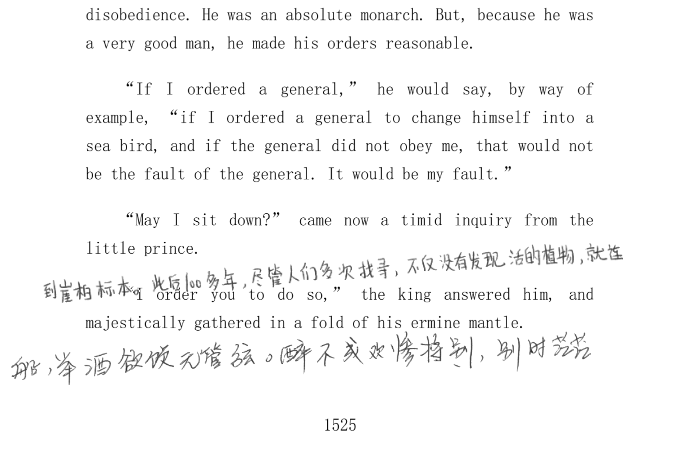 disobedience. He was an absolute monarch. But, because he was
a very good man, he made his orders reasonable.
“If I ordered a general,” he would say, by way of
example, “if I ordered a general to change himself into a
sea bird, and if the general did not obey me, that would not
be the fault of the general. It would be my fault.”
“May I sit down?” came now a timid inquiry from the
little prince.
到崖柏标本。此后100多年,尽管人们多次找寻,不仅没有发现活的植物,就连
“I order you to do so,” the king answered him, and
majestically gathered in a fold of his ermine mantle.
船,举酒欲饮无管弦。醉不成欢惨将别,别时茫茫
1525